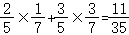 2/5 × 1/7 + 3/5 × 3/7 = 11/35